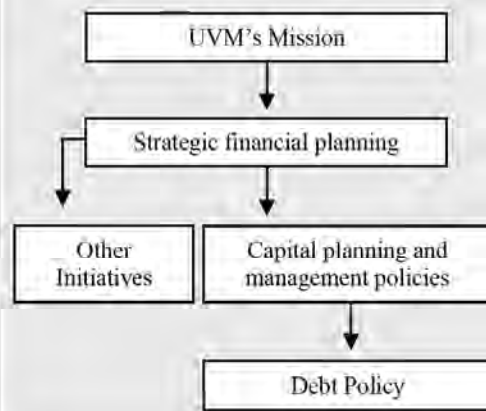 UVM's Mission
Strategic financial planning
Other
Initiatives
Capital planning and
management policies
Debt Policy